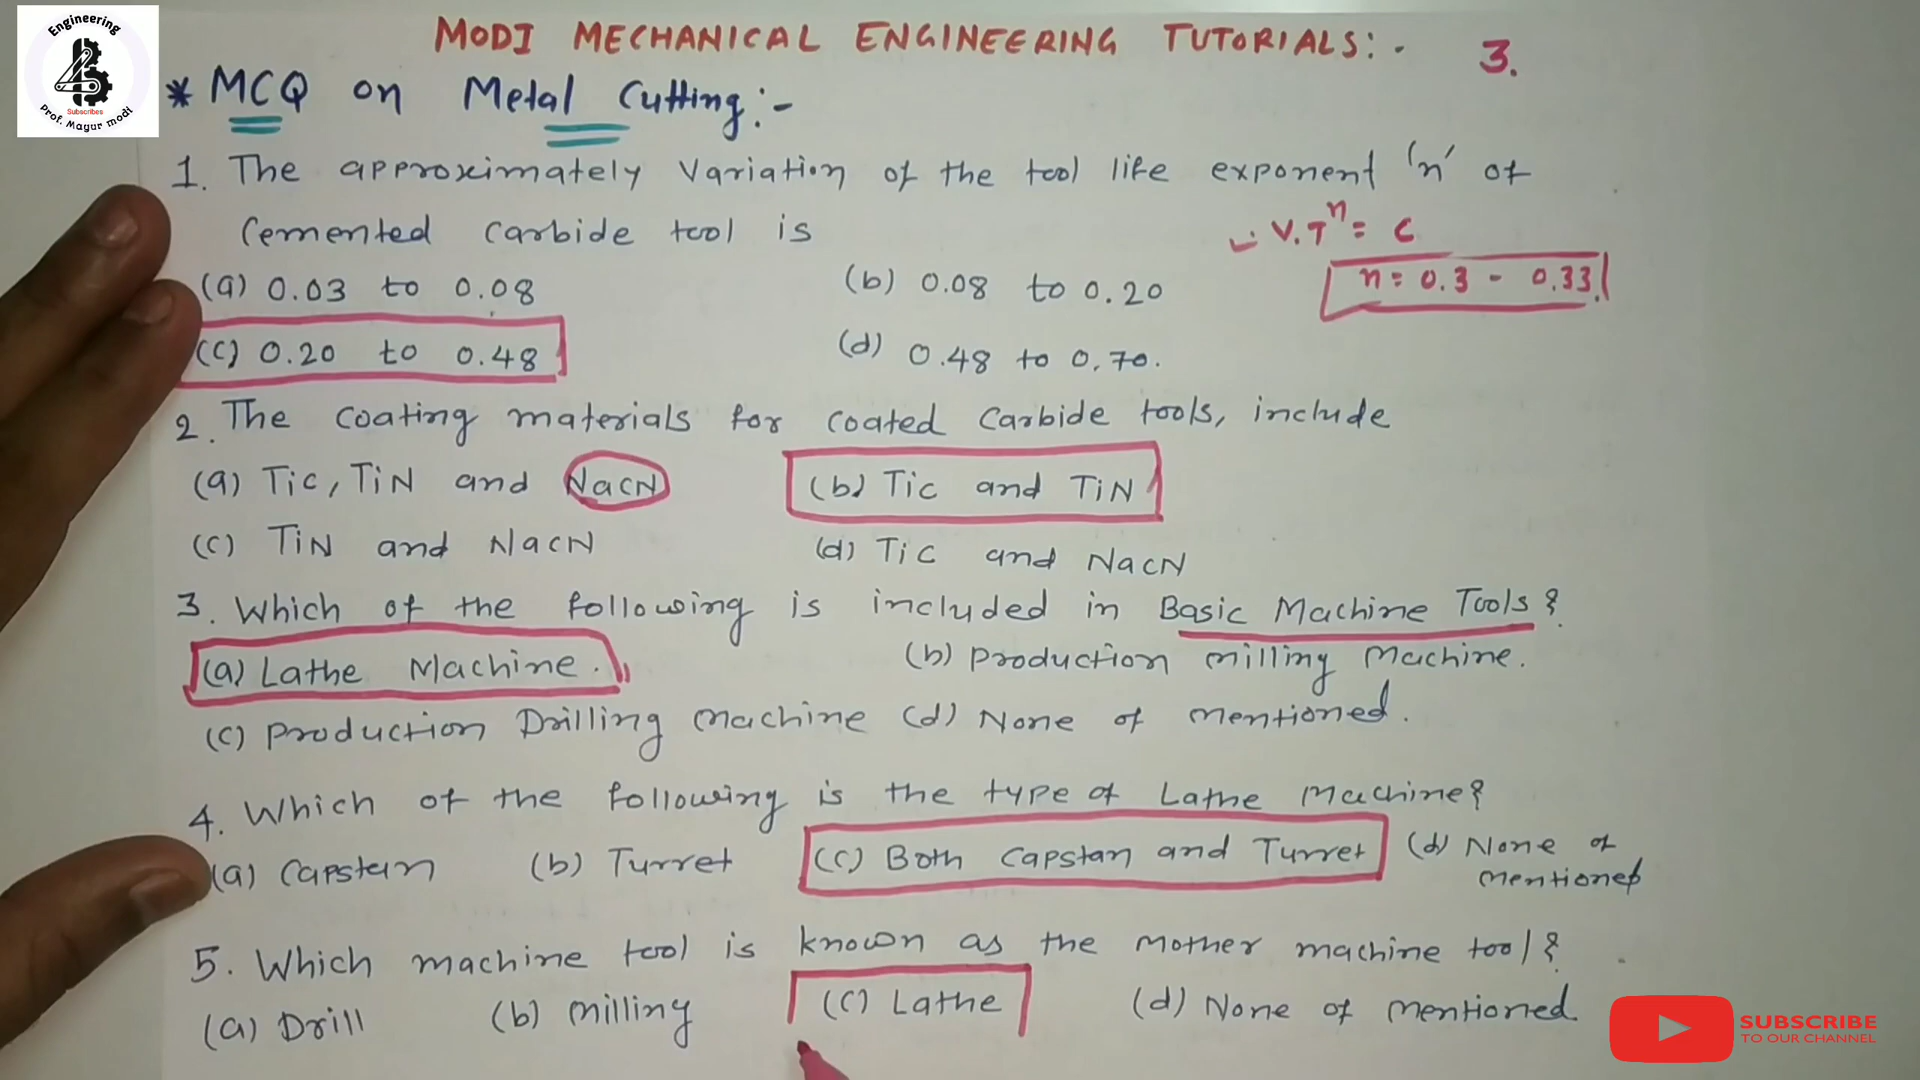 Engineering
Subscribes
Prof. Mayur modi
MODI MECHANICAL ENGINEERING TUTORIALS:- 3.
* MCQ on Metal Cutting:-
1. The approximately variation of the tool life exponent 'n' of
Cemented Carbide tool is
V.Tⁿ = C
(a) 0.03 to 0.08 (b) 0.08 to 0.20
n = 0.3 - 0.33
(c) 0.20 to 0.48 (d) 0.48 to 0.70.
2. The coating materials for coated carbide tools, include
(a) Tic, TiN and NacN (b) Tic and TiN
(c) TiN and NacN (d) Tic and NacN
3. Which of the following is included in Basic Machine Tools?
(a) Lathe Machine. (b) Production milling machine.
(c) Production Drilling machine (d) None of mentioned.
4. Which of the following is the type of Lathe machine?
(a) Capstan (b) Turret (c) Both Capstan and Turret (d) None of
mentioned
5. Which machine tool is known as the mother machine tool?
(a) Drill (b) milling (c) Lathe (d) None of mentioned.
SUBSCRIBE
TO OUR CHANNEL